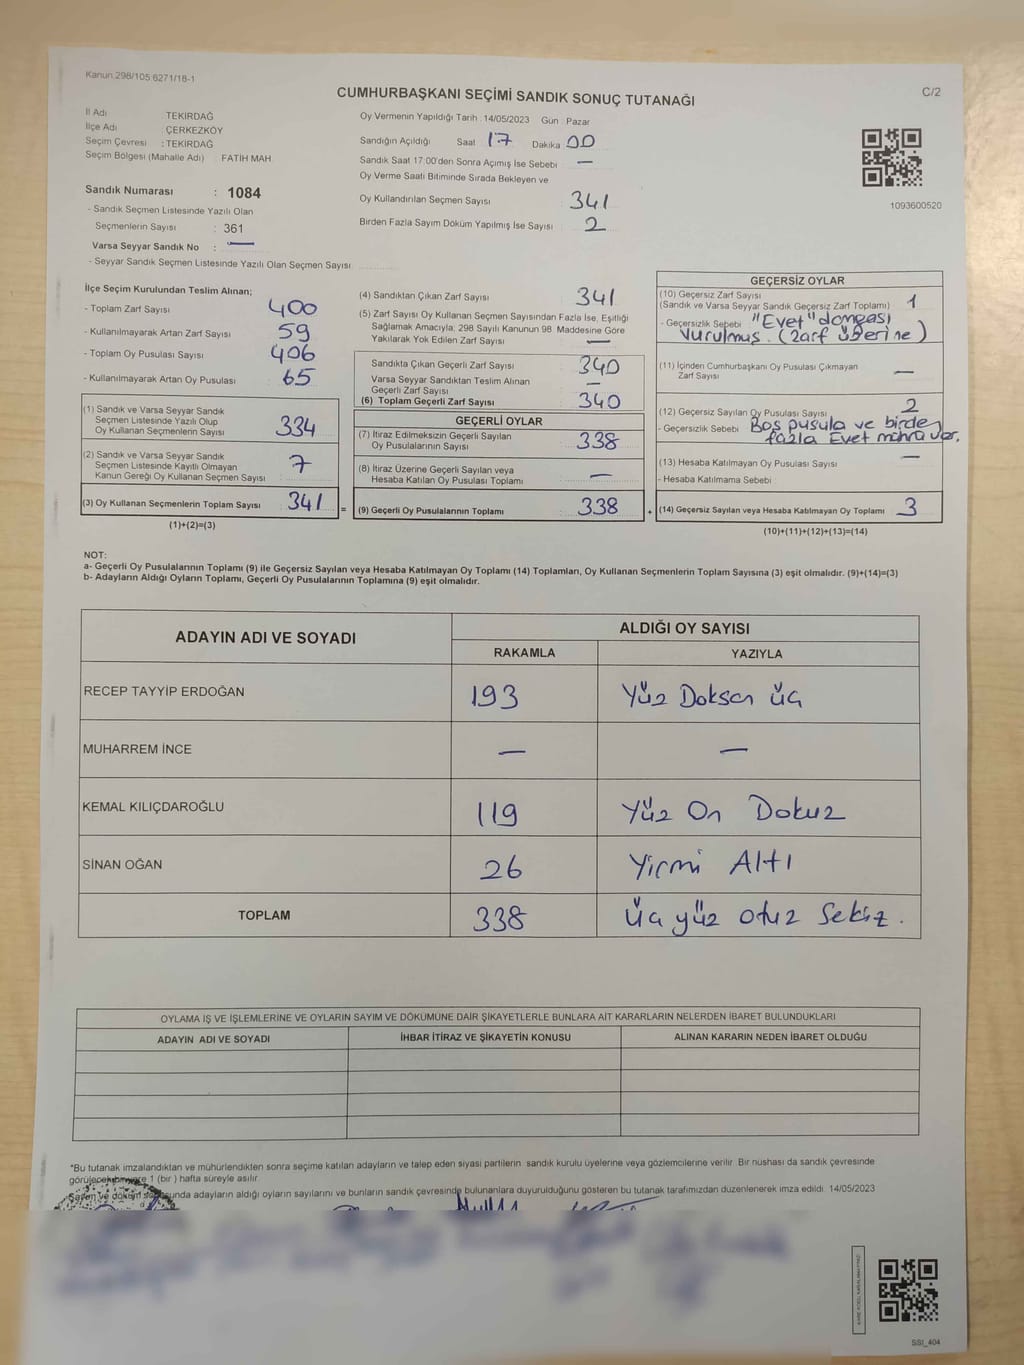 Kanun.298/105.6271/18-1
C/2
CUMHURBAŞKANI SEÇİMİ SANDIK SONUÇ TUTANAĞI
İl Adı : TEKİRDAĞ
İlçe Adı : ÇERKEZKÖY
Seçim Çevresi : TEKİRDAĞ
Seçim Bölgesi (Mahalle Adı) : FATİH MAH.
Sandık Numarası : 1084
- Sandık Seçmen Listesinde Yazılı Olan
Seçmenlerin Sayısı : 361
Varsa Seyyar Sandık No : —
- Seyyar Sandık Seçmen Listesinde Yazılı Olan Seçmen Sayısı
Oy Vermenin Yapıldığı Tarih : 14/05/2023 Gün : Pazar
Sandığın Açıldığı Saat 17 Dakika 00
Sandık Saat 17:00'den Sonra Açımış İse Sebebi —
Oy Verme Saati Bitiminde Sırada Bekleyen ve
Oy Kullandırılan Seçmen Sayısı 341
Birden Fazla Sayım Döküm Yapılmış İse Sayısı 2
1093600520
İlçe Seçim Kurulundan Teslim Alınan;
- Toplam Zarf Sayısı 400
- Kullanılmayarak Artan Zarf Sayısı 59
- Toplam Oy Pusulası Sayısı 406
- Kullanılmayarak Artan Oy Pusulası 65
(1) Sandık ve Varsa Seyyar Sandık
Seçmen Listesinde Yazılı Olup
Oy Kullanan Seçmenlerin Sayısı 334
(2) Sandık ve Varsa Seyyar Sandık
Seçmen Listesinde Kayıtlı Olmayan
Kanun Gereği Oy Kullanan Seçmen Sayısı : 7
(3) Oy Kullanan Seçmenlerin Toplam Sayısı 341 =
(1)+(2)=(3)
(4) Sandıktan Çıkan Zarf Sayısı 341
(5) Zarf Sayısı Oy Kullanan Seçmen Sayısından Fazla İse, Eşitliği
Sağlamak Amacıyla; 298 Sayılı Kanunun 98. Maddesine Göre
Yakılarak Yok Edilen Zarf Sayısı —
Sandıkta Çıkan Geçerli Zarf Sayısı 340
Varsa Seyyar Sandıktan Teslim Alınan
Geçerli Zarf Sayısı —
(6) Toplam Geçerli Zarf Sayısı 340
GEÇERLİ OYLAR
(7) İtiraz Edilmeksizin Geçerli Sayılan
Oy Pusulalarının Sayısı 338
(8) İtiraz Üzerine Geçerli Sayılan veya
Hesaba Katılan Oy Pusulası Toplamı —
(9) Geçerli Oy Pusulalarının Toplamı 338 +
GEÇERSİZ OYLAR
(10) Geçersiz Zarf Sayısı 1
(Sandık ve Varsa Seyyar Sandık Geçersiz Zarf Toplamı)
- Geçersizlik Sebebi "Evet" damgası
Vurulmuş. (zarf üzerine)
(11) İçinden Cumhurbaşkanı Oy Pusulası Çıkmayan
Zarf Sayısı —
(12) Geçersiz Sayılan Oy Pusulası Sayısı 2
- Geçersizlik Sebebi Boş pusula ve birden
fazla Evet mührü var.
(13) Hesaba Katılmayan Oy Pusulası Sayısı —
- Hesaba Katılmama Sebebi
(14) Geçersiz Sayılan veya Hesaba Katılmayan Oy Toplamı 3
(10)+(11)+(12)+(13)=(14)
NOT:
a- Geçerli Oy Pusulalarının Toplamı (9) ile Geçersiz Sayılan veya Hesaba Katılmayan Oy Toplamı (14) Toplamları, Oy Kullanan Seçmenlerin Toplam Sayısına (3) eşit olmalıdır. (9)+(14)=(3)
b- Adayların Aldığı Oyların Toplamı, Geçerli Oy Pusulalarının Toplamına (9) eşit olmalıdır.
ADAYIN ADI VE SOYADI
ALDIĞI OY SAYISI
RAKAMLA YAZIYLA
RECEP TAYYİP ERDOĞAN 193 Yüz Doksan üç
MUHARREM İNCE — —
KEMAL KILIÇDAROĞLU 119 Yüz On Dokuz
SİNAN OĞAN 26 Yirmi Altı
TOPLAM 338 üç yüz otuz Sekiz.
OYLAMA İŞ VE İŞLEMLERİNE VE OYLARIN SAYIM VE DÖKÜMÜNE DAİR ŞİKAYETLERLE BUNLARA AİT KARARLARIN NELERDEN İBARET BULUNDUKLARI
ADAYIN ADI VE SOYADI İHBAR İTİRAZ VE ŞİKAYETİN KONUSU ALINAN KARARIN NEDEN İBARET OLDUĞU
*Bu tutanak imzalandıktan ve mühürlendikten sonra seçime katılan adayların ve talep eden siyasi partilerin sandık kurulu üyelerine veya gözlemcilerine verilir. Bir nüshası da sandık çevresinde
görülecek bir yere 1 (bir ) hafta süreyle asılır.
Sayım ve döküm sonunda adayların aldığı oyların sayılarını ve bunların sandık çevresinde bulunanlara duyurulduğunu gösteren bu tutanak tarafımızdan düzenlenerek imza edildi. 14/05/2023
SSI_404